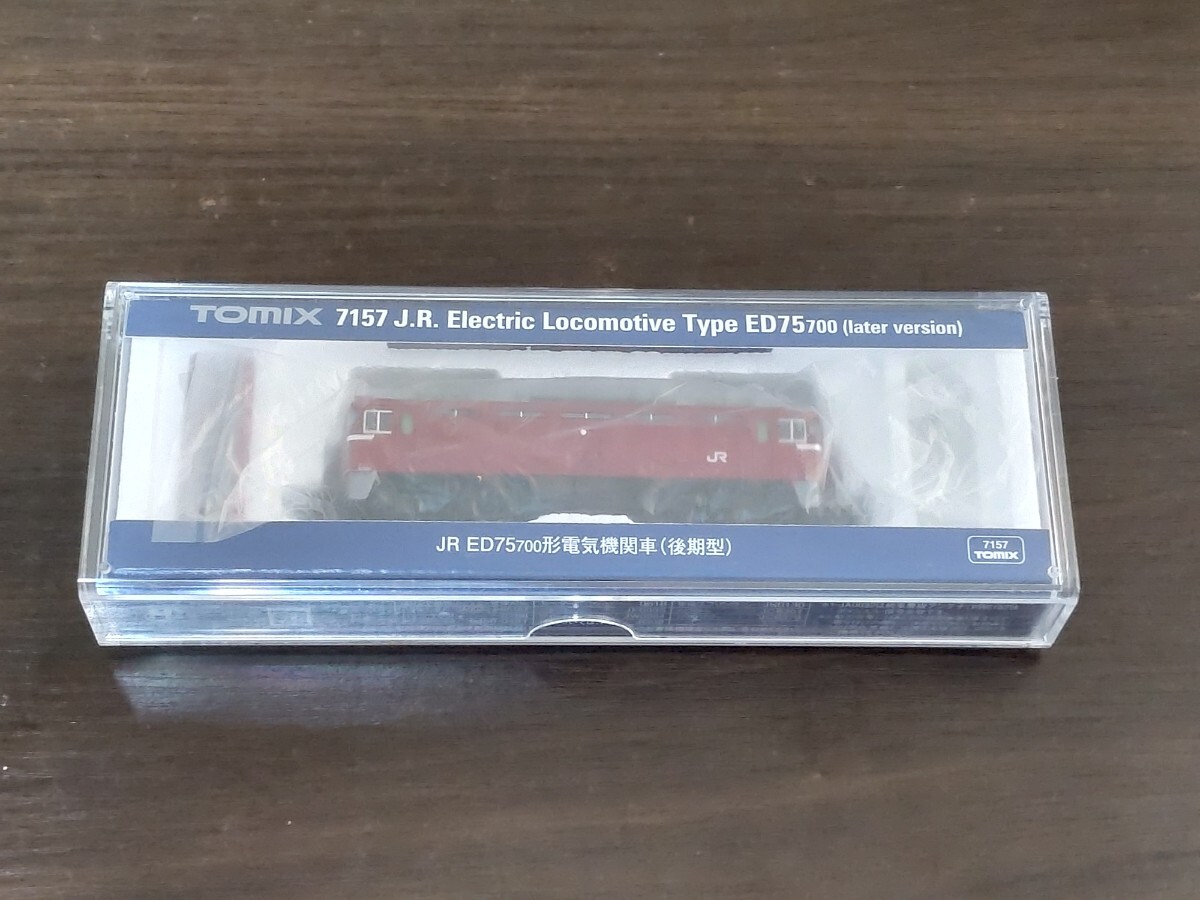 TOMIX 7157 J.R. Electric Locomotive Type ED75700 (later version)
JR
JR ED75700形電気機関車(後期型)
7157
TOMIX